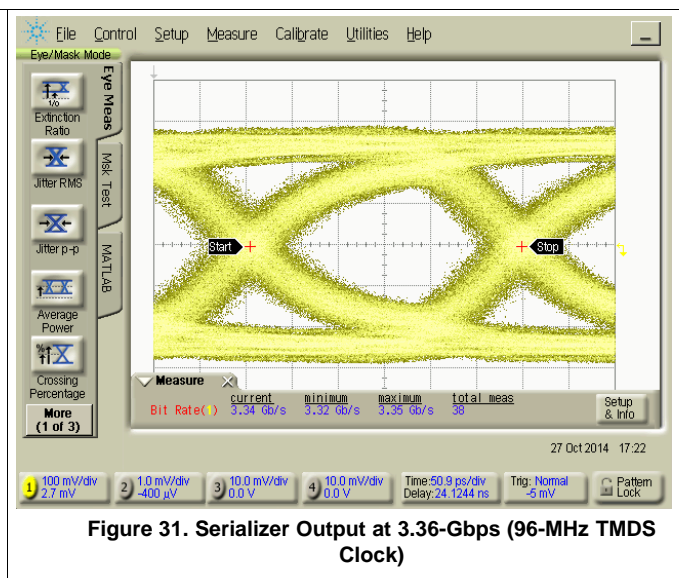 File Control Setup Measure Calibrate Utilities Help
Eye/Mask Mode
Extinction
Ratio
Jitter RMS
Jitter p-p
Average
Power
Crossing
Percentage
More
(1 of 3)
Eye Meas
Msk Test
MATLAB
Start
Stop
Measure
current minimum maximum total meas
Bit Rate(1) 3.34 Gb/s 3.32 Gb/s 3.35 Gb/s 38
Setup
& Info
27 Oct 2014 17:22
1 100 mV/div
2.7 mV
2 1.0 mV/div
-400 µV
3 10.0 mV/div
0.0 V
4 10.0 mV/div
0.0 V
Time:50.9 ps/div
Delay:24.1244 ns
Trig: Normal
-5 mV
Pattern
Lock
Figure 31. Serializer Output at 3.36-Gbps (96-MHz TMDS
Clock)